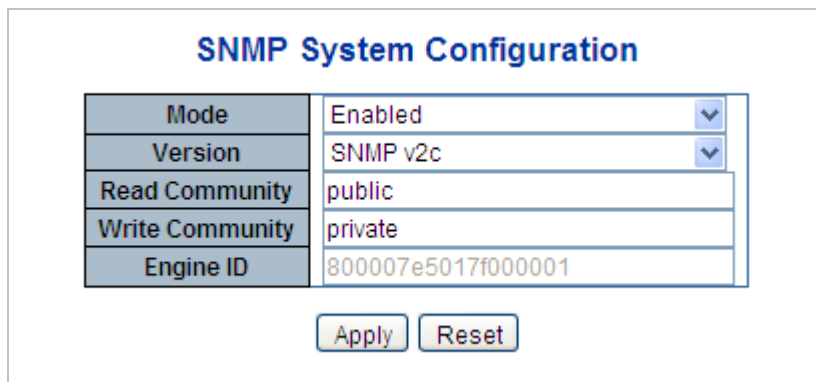 SNMP System Configuration
Mode Enabled
Version SNMP v2c
Read Community public
Write Community private
Engine ID 800007e5017f000001
Apply Reset